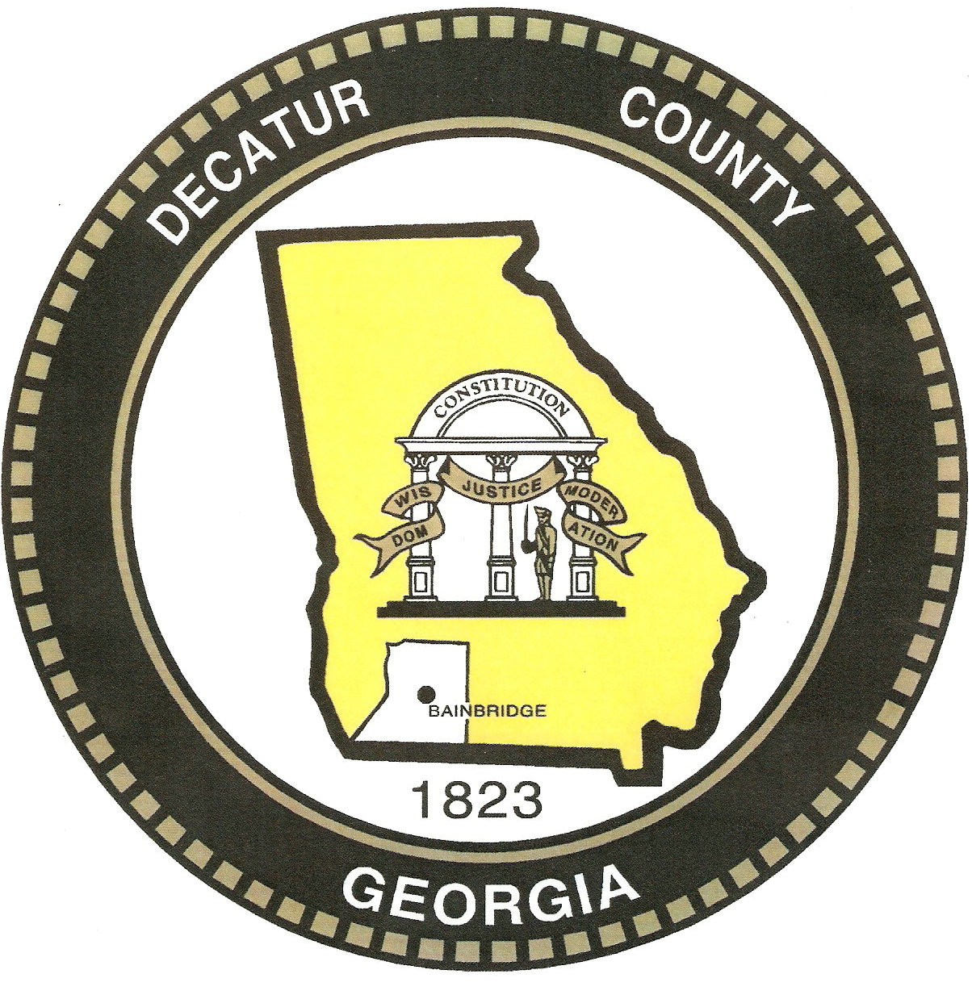 DECATUR COUNTY
CONSTITUTION
WIS
DOM
JUSTICE
MODER
ATION
BAINBRIDGE
1823
GEORGIA